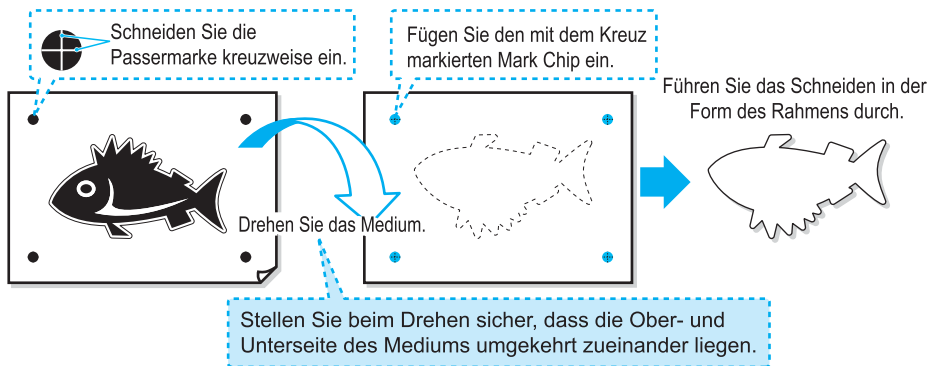 Schneiden Sie die
Passermarke kreuzweise ein.
Fügen Sie den mit dem Kreuz
markierten Mark Chip ein.
Führen Sie das Schneiden in der
Form des Rahmens durch.
Drehen Sie das Medium.
Stellen Sie beim Drehen sicher, dass die Ober- und
Unterseite des Mediums umgekehrt zueinander liegen.